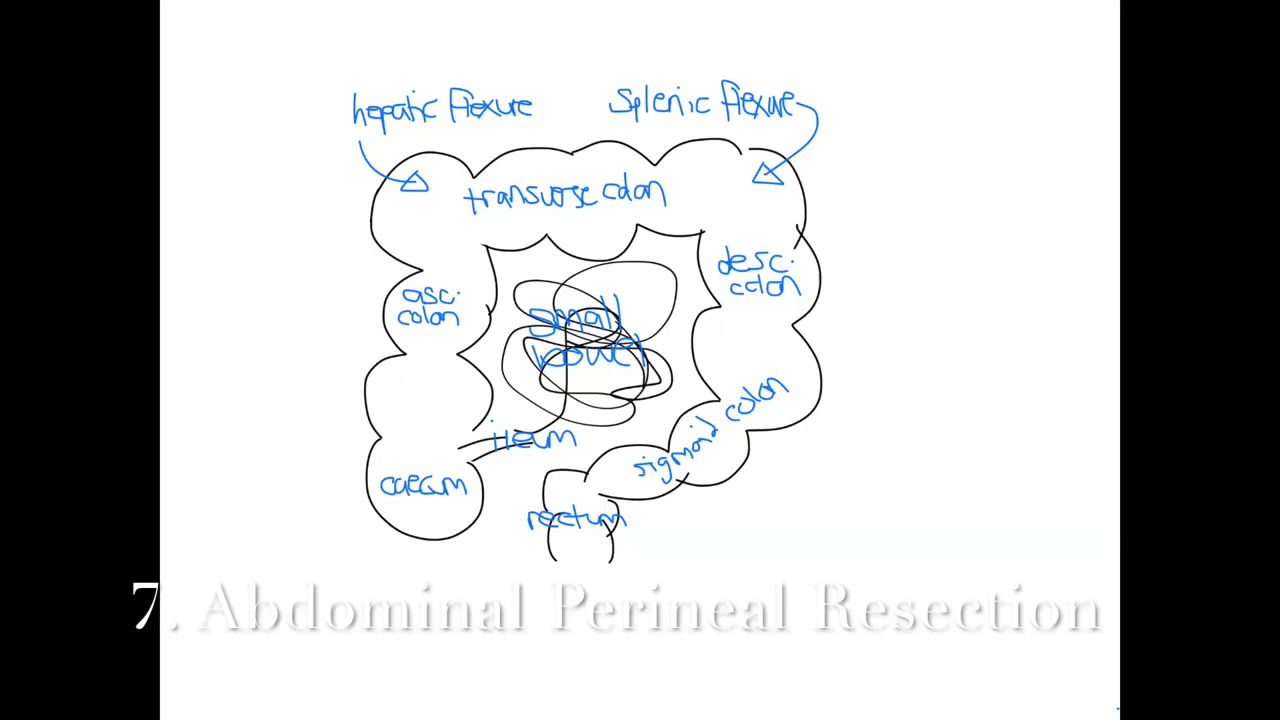 hepatic flexure
splenic flexure
transverse colon
desc.
colon
asc.
colon
small
bowel
ileum
sigmoid colon
caecum
rectum
7. Abdominal Perineal Resection